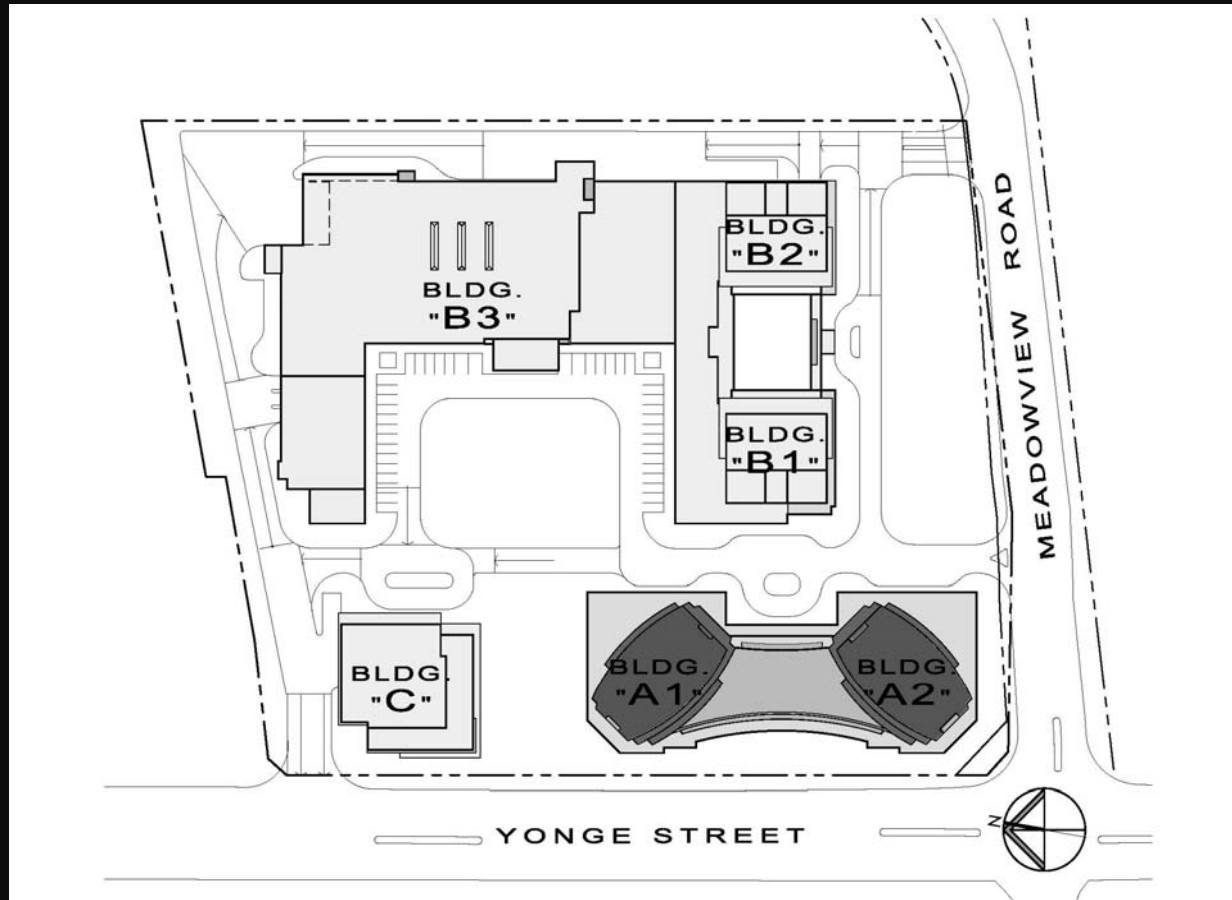 BLDG.
"B2"
BLDG.
"B3"
BLDG.
"B1"
MEADOWVIEW ROAD
BLDG.
"C"
BLDG.
"A1"
BLDG.
"A2"
YONGE STREET
N